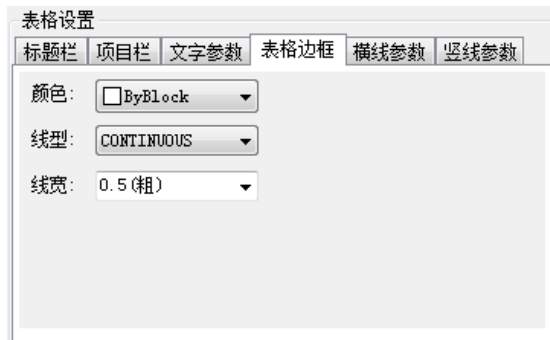 表格设置
标题栏 项目栏 文字参数 表格边框 横线参数 竖线参数
颜色: ByBlock
线型: CONTINUOUS
线宽: 0.5(粗)